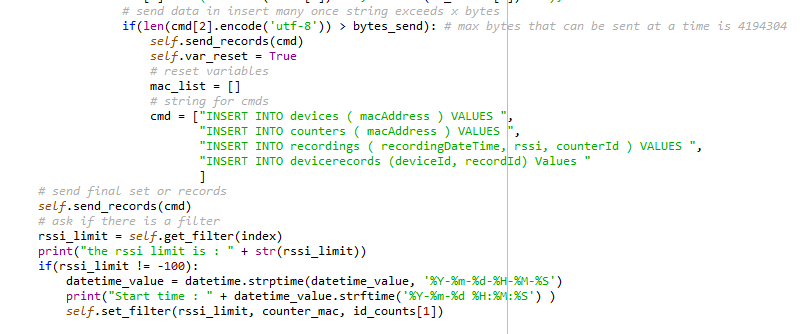 # send data in insert many once string exceeds x bytes
if(len(cmd[2].encode('utf-8')) > bytes_send): # max bytes that can be sent at a time is 4194304
self.send_records(cmd)
self.var_reset = True
# reset variables
mac_list = []
# string for cmds
cmd = ["INSERT INTO devices ( macAddress ) VALUES ",
"INSERT INTO counters ( macAddress ) VALUES ",
"INSERT INTO recordings ( recordingDateTime, rssi, counterId ) VALUES ",
"INSERT INTO devicerecords (deviceId, recordId) Values "
]
# send final set or records
self.send_records(cmd)
# ask if there is a filter
rssi_limit = self.get_filter(index)
print("the rssi limit is : " + str(rssi_limit))
if(rssi_limit != -100):
datetime_value = datetime.strptime(datetime_value, '%Y-%m-%d-%H-%M-%S')
print("Start time : " + datetime_value.strftime('%Y-%m-%d %H:%M:%S') )
self.set_filter(rssi_limit, counter_mac, id_counts[1])